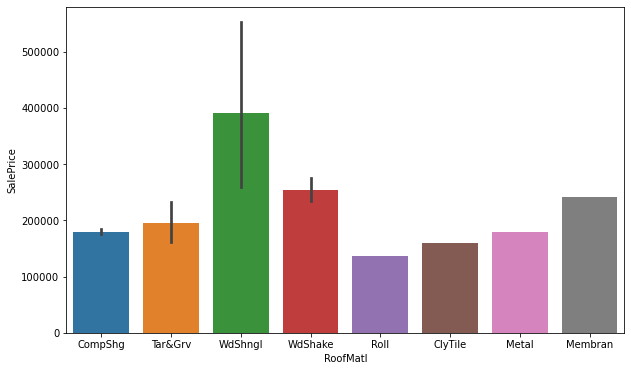 500000
400000
300000
200000
100000
0
SalePrice
CompShg Tar&Grv WdShngl WdShake Roll ClyTile Metal Membran
RoofMatl